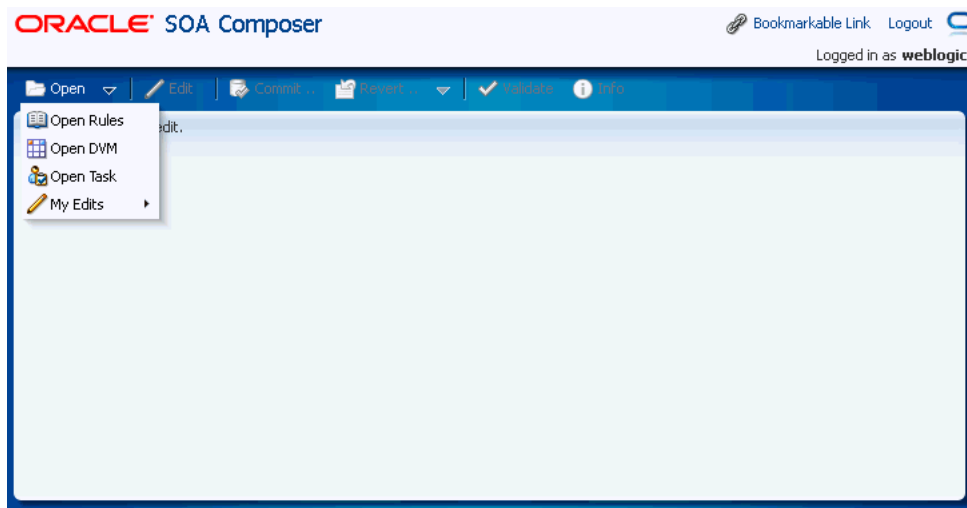 ORACLE SOA Composer
Bookmarkable Link Logout
Logged in as weblogic
Open Edit Commit .. Revert .. Validate Info
Open Rules
edit.
Open DVM
Open Task
My Edits